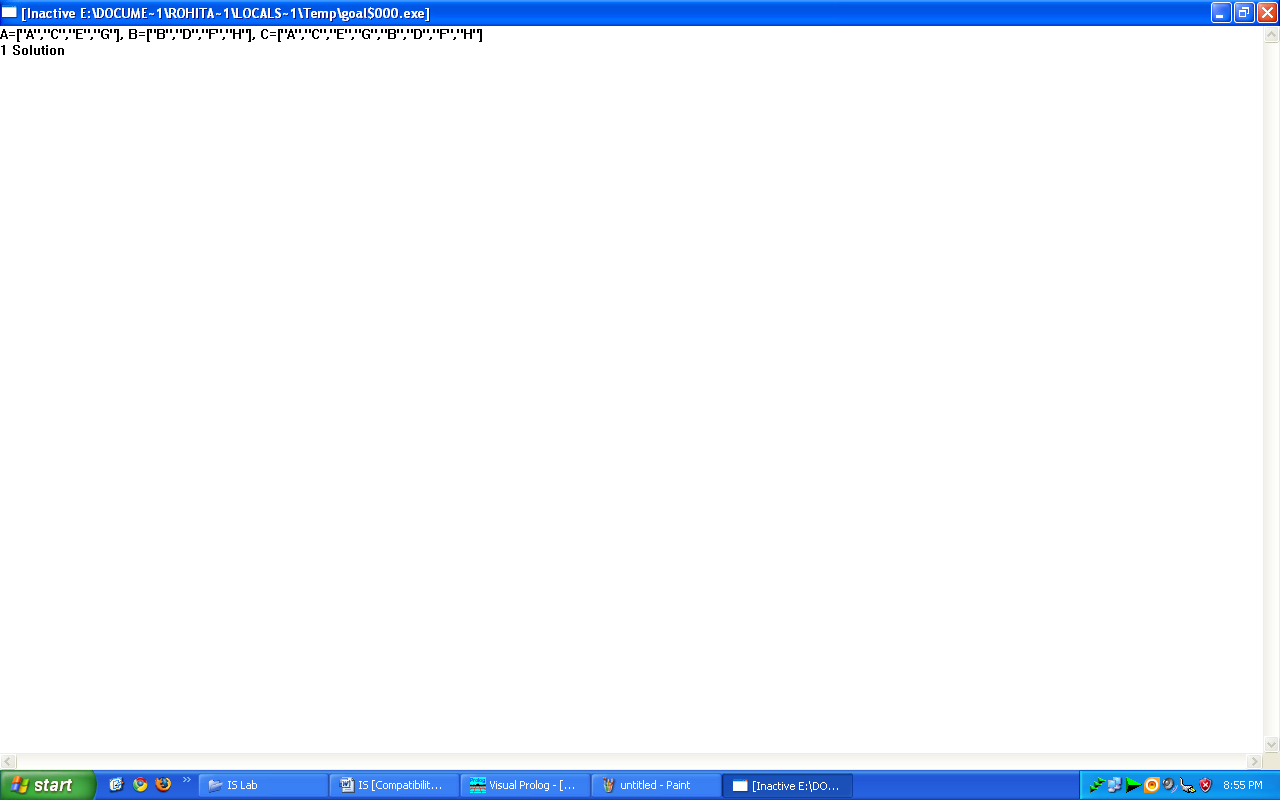 [Inactive E:\DOCUME~1\ROHITA~1\LOCALS~1\Temp\goal$000.exe]
A=["A","C","E","G"], B=["B","D","F","H"], C=["A","C","E","G","B","D","F","H"]
1 Solution
start » IS Lab IS [Compatibilit... Visual Prolog - [... untitled - Paint [Inactive E:\DO... 8:55 PM